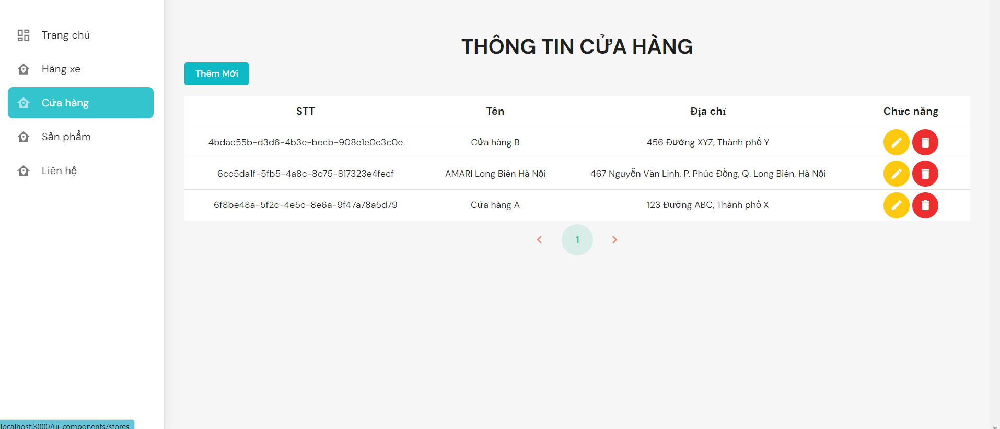 Trang chủ
Hãng xe
Cửa hàng
Sản phẩm
Liên hệ
THÔNG TIN CỬA HÀNG
Thêm Mới
STT Tên Địa chỉ Chức năng
4bdac55b-d3d6-4b3e-becb-908e1e0e3c0e Cửa hàng B 456 Đường XYZ, Thành phố Y
6cc5da1f-5fb5-4a8c-8c75-817323e4fecf AMARI Long Biên Hà Nội 467 Nguyễn Văn Linh, P. Phúc Đồng, Q. Long Biên, Hà Nội
6f8be48a-5f2c-4e5c-8e6a-9f47a78a5d79 Cửa hàng A 123 Đường ABC, Thành phố X
1
localhost:3000/ui-components/stores